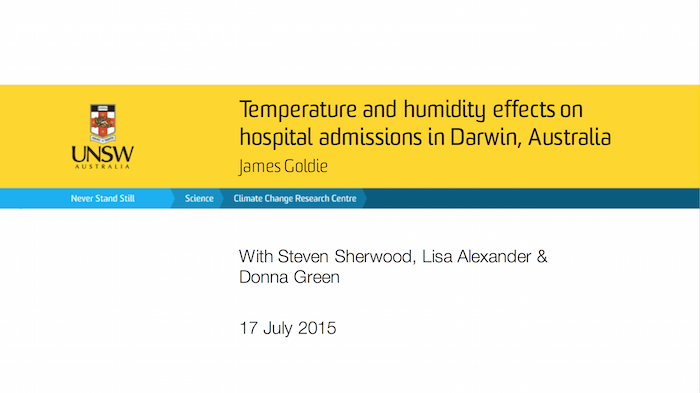 Temperature and humidity effects on
hospital admissions in Darwin, Australia
James Goldie
UNSW
AUSTRALIA
Never Stand Still
Science
Climate Change Research Centre
With Steven Sherwood, Lisa Alexander &
Donna Green
17 July 2015